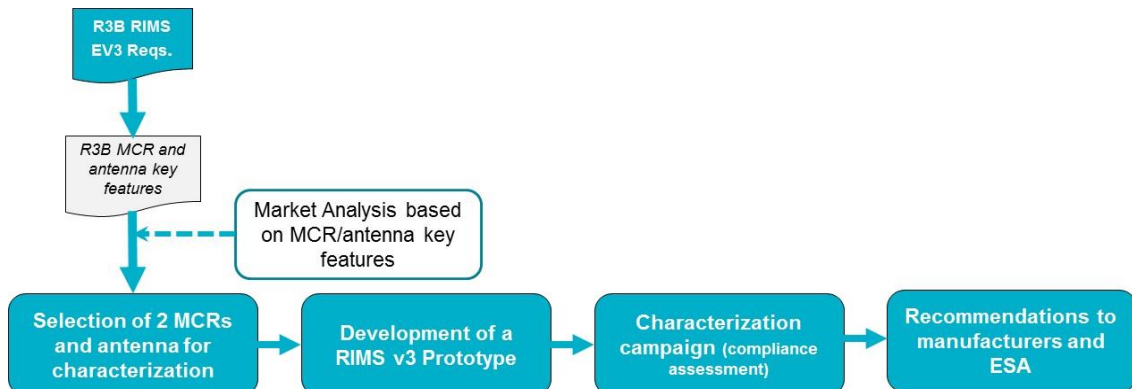 R3B RIMS
EV3 Reqs.
R3B MCR and
antenna key
features
Market Analysis based
on MCR/antenna key
features
Selection of 2 MCRs
and antenna for
characterization
Development of a
RIMS v3 Prototype
Characterization
campaign (compliance
assessment)
Recommendations to
manufacturers and
ESA